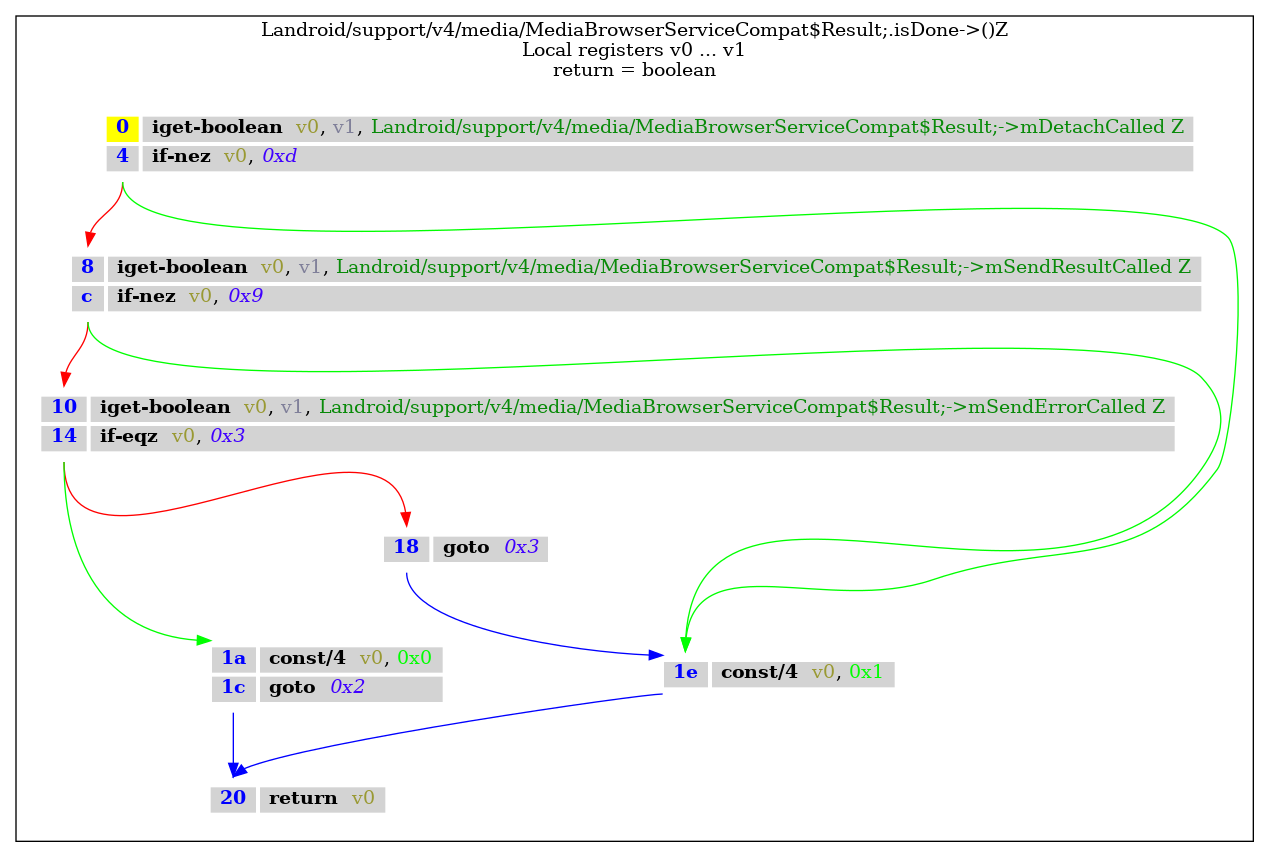 Landroid/support/v4/media/MediaBrowserServiceCompat$Result;.isDone->()Z
Local registers v0 ... v1
return = boolean
0 iget-boolean v0, v1, Landroid/support/v4/media/MediaBrowserServiceCompat$Result;->mDetachCalled Z
4 if-nez v0, 0xd
8 iget-boolean v0, v1, Landroid/support/v4/media/MediaBrowserServiceCompat$Result;->mSendResultCalled Z
c if-nez v0, 0x9
10 iget-boolean v0, v1, Landroid/support/v4/media/MediaBrowserServiceCompat$Result;->mSendErrorCalled Z
14 if-eqz v0, 0x3
18 goto 0x3
1a const/4 v0, 0x0
1c goto 0x2
1e const/4 v0, 0x1
20 return v0